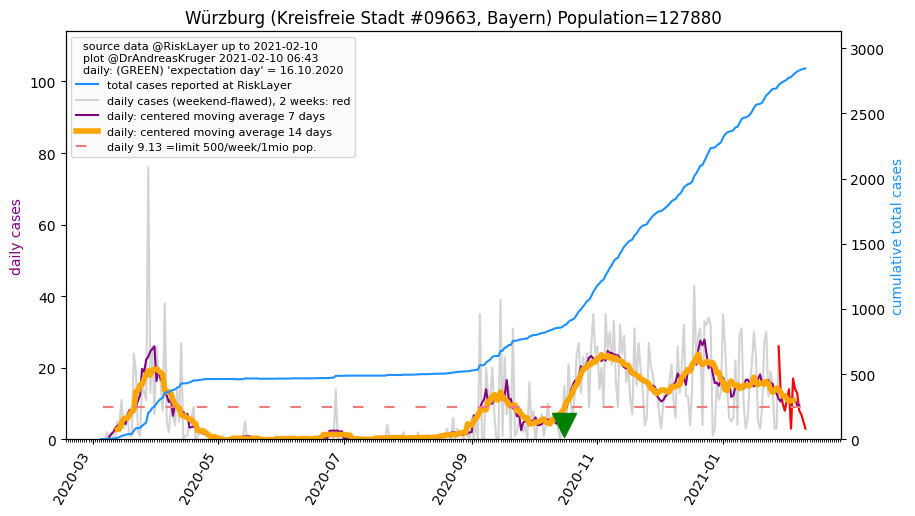 Würzburg (Kreisfreie Stadt #09663, Bayern) Population=127880
source data @RiskLayer up to 2021-02-10
plot @DrAndreasKruger 2021-02-10 06:43
daily: (GREEN) 'expectation day' = 16.10.2020
total cases reported at RiskLayer
daily cases (weekend-flawed), 2 weeks: red
daily: centered moving average 7 days
daily: centered moving average 14 days
daily 9.13 =limit 500/week/1mio pop.
daily cases
100
80
60
40
20
0
cumulative total cases
3000
2500
2000
1500
1000
500
0
2020-03
2020-05
2020-07
2020-09
2020-11
2021-01